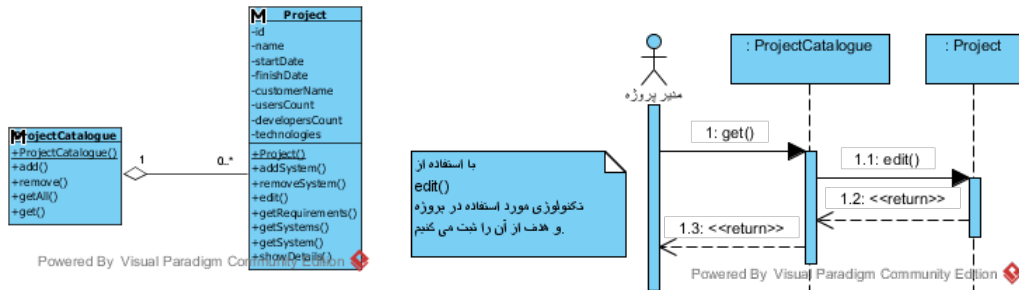 Project
-id
-name
-startDate
-finishDate
-customerName
-usersCount
-developersCount
-technologies
+Project()
+addSystem()
+removeSystem()
+edit()
+getRequirements()
+getSystems()
+getSystem()
+showDetails()
ProjectCatalogue
+ProjectCatalogue()
+add()
+remove()
+getAll()
+get()
1
0..*
Powered By Visual Paradigm Community Edition
با استفاده از
edit()
تکنولوژی مورد استفاده در پروژه
و هدف از آن را ثبت می کنیم.
: ProjectCatalogue
: Project
مدیر پروژه
1: get()
1.1: edit()
1.2: <<return>>
1.3: <<return>>
Powered By Visual Paradigm Community Edition